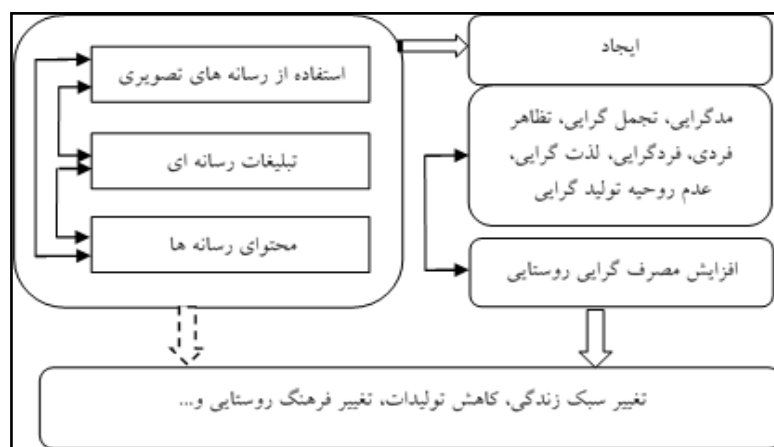 استفاده از رسانه های تصویری
تبلیغات رسانه ای
محتوای رسانه ها
ایجاد
مدگرایی، تجمل گرایی، تظاهر
فردی، فردگرایی، لذت گرایی،
عدم روحیه تولید گرایی
افزایش مصرف گرایی روستایی
تغییر سبک زندگی، کاهش تولیدات، تغییر فرهنگ روستایی و...